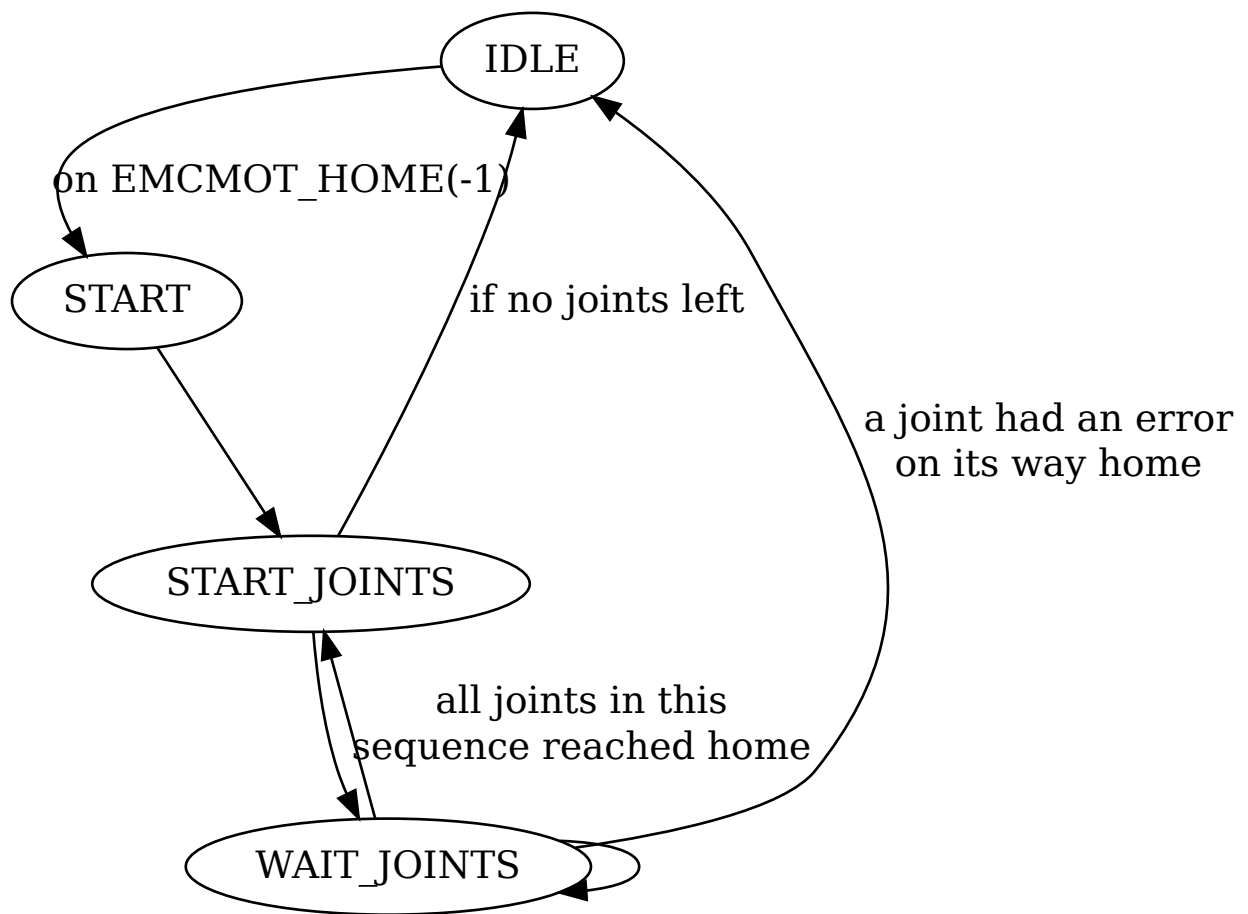 IDLE
on EMCMOT_HOME(-1)
START
if no joints left
a joint had an error
on its way home
START_JOINTS
all joints in this
sequence reached home
WAIT_JOINTS